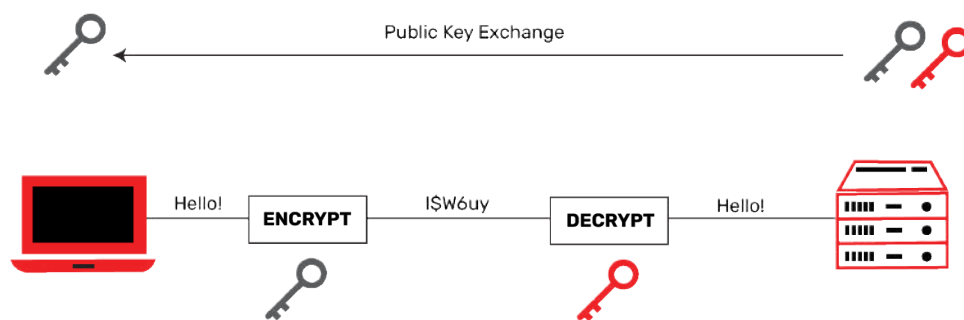 Public Key Exchange
Hello!
ENCRYPT
I$W6uy
DECRYPT
Hello!